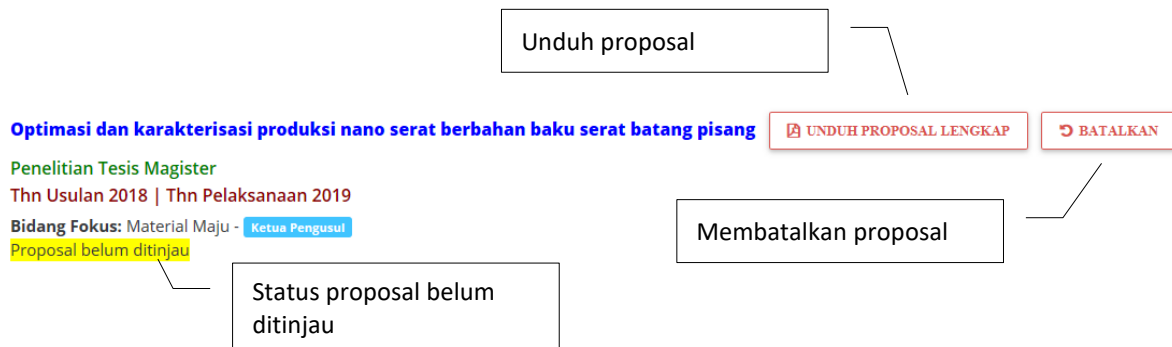 Unduh proposal
Optimasi dan karakterisasi produksi nano serat berbahan baku serat batang pisang
UNDUH PROPOSAL LENGKAP
BATALKAN
Penelitian Tesis Magister
Thn Usulan 2018 | Thn Pelaksanaan 2019
Bidang Fokus: Material Maju - Ketua Pengusul
Proposal belum ditinjau
Membatalkan proposal
Status proposal belum
ditinjau